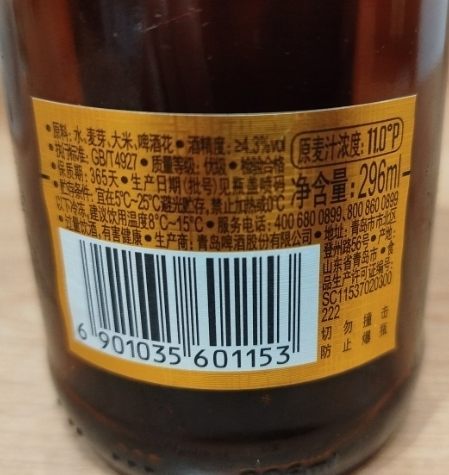 ●原料:水、麦芽、大米、啤酒花 ●酒精度:≥4.3%vol
●执行标准:GB/T4927 ●质量等级:优级 ●检验合格
●保质期:365天 ●生产日期(批号)见瓶盖喷码
●贮存条件:宜在5℃~25℃避光贮存,禁止加热或0℃
以下冷冻,建议饮用温度8℃~15℃ ●服务电话:400 680 0899、800 860 0899
●过量饮酒,有害健康 ●生产商:青岛啤酒股份有限公司
原麦汁浓度:11.0°P
净含量:296ml
●地址:青岛市市北区
登州路56号 ●产地:
山东省青岛市 ●食
品生产许可证编号:
SC11537020300
222
切勿撞击
防止爆瓶
6 901035 601153